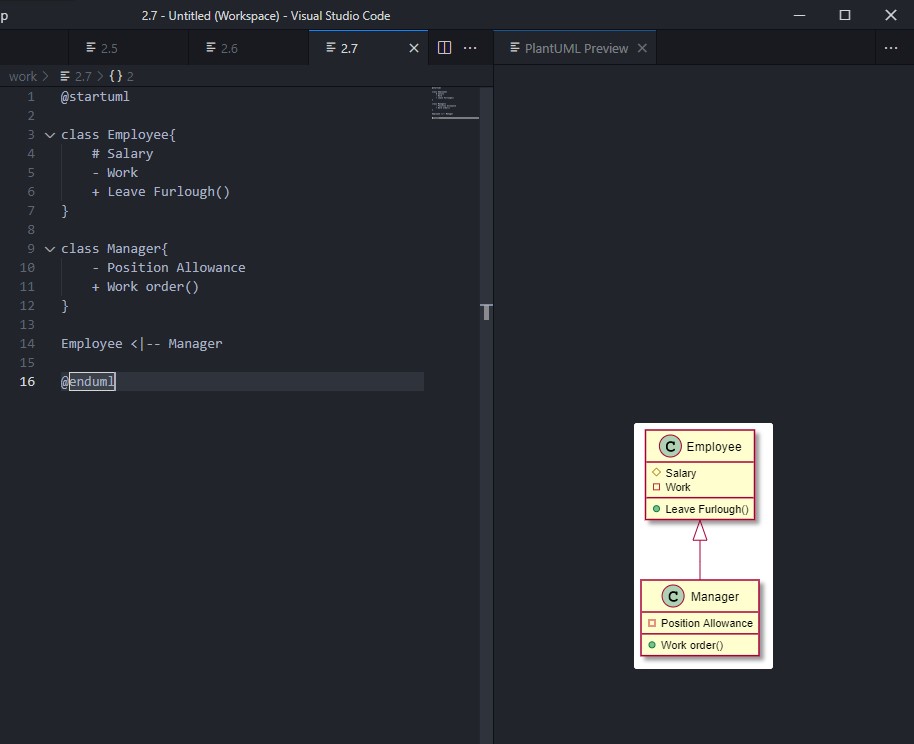 p
2.7 - Untitled (Workspace) - Visual Studio Code
2.5
2.6
2.7
PlantUML Preview
work > 2.7 > {} 2
1 @startuml
2
3 class Employee{
4 # Salary
5 - Work
6 + Leave Furlough()
7 }
8
9 class Manager{
10 - Position Allowance
11 + Work order()
12 }
13
14 Employee <|-- Manager
15
16 @enduml
C Employee
Salary
Work
Leave Furlough()
C Manager
Position Allowance
Work order()